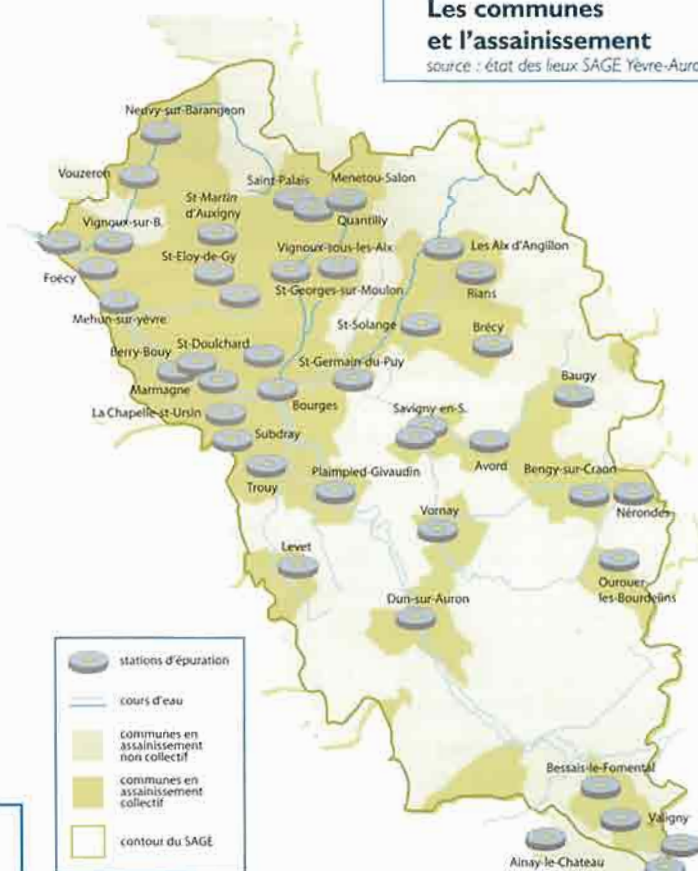 Les communes
et l'assainissement
source : état des lieux SAGE Yèvre-Auro
Neuvy-sur-Barangeon
Vouzeron
Saint-Palais
Menetou-Salon
St-Martin
d'Auxigny
Quantilly
Vignoux-sur-B.
Vignoux-sous-les-Aix
Les Aix d'Angillon
St-Eloy-de-Gy
Foëcy
St-Georges-sur-Moulon
Rians
Mehun-sur-yèvre
St-Solange
Brécy
Berry-Bouy
St-Doulchard
St-Germain-du-Puy
Marmagne
Baugy
Bourges
La Chapelle-st-Ursin
Savigny-en-S.
Subdray
Avord
Bengy-sur-Craon
Plaimpied-Givaudin
Trouy
Nérondes
Vornay
Levet
Ourouer
les-Bourdelins
Dun-sur-Auron
stations d'épuration
cours d'eau
communes en
assainissement
non collectif
communes en
assainissement
collectif
contour du SAGE
Bessais-le-Fomental
Valigny
Ainay-le-Chateau